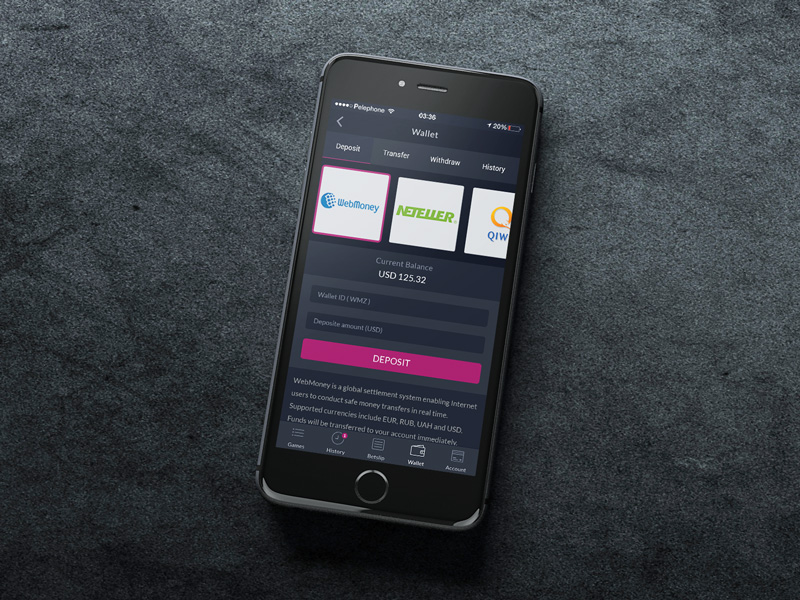 Pelephone
03:36
20%
Wallet
Deposit
Transfer
Withdraw
History
WebMoney
NETELLER
QIW
Current Balance
USD 125.32
Wallet ID ( WMZ )
Deposite amount (USD)
DEPOSIT
WebMoney is a global settlement system enabling Internet
users to conduct safe money transfers in real time.
Supported currencies include EUR, RUB, UAH and USD.
Funds will be transferred to your account immediately.
Games
History
Betslip
Wallet
Account